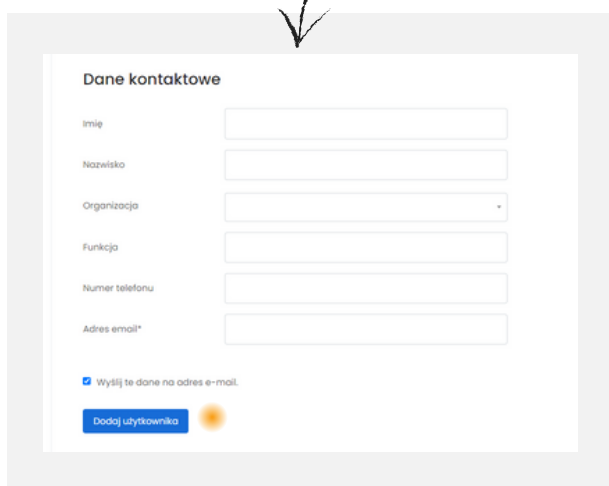 Dane kontaktowe
Imię
Nazwisko
Organizacja
Funkcja
Numer telefonu
Adres email*
Wyślij te dane na adres e-mail.
Dodaj użytkownika